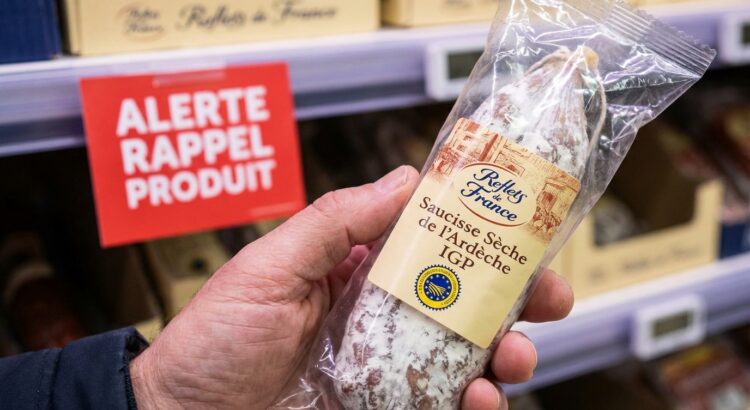 Reflets de France
ALERTE
RAPPEL
PRODUIT
Reflets
de
France
Saucisse Sèche
de l'Ardèche
IGP